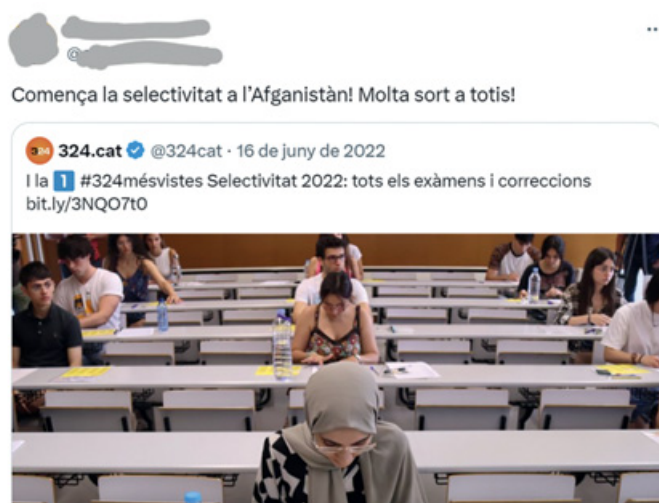 Comença la selectivitat a l'Afganistàn! Molta sort a totis!
324 324.cat @324cat · 16 de juny de 2022
I la 1 #324mésvistes Selectivitat 2022: tots els exàmens i correccions
bit.ly/3NQO7t0